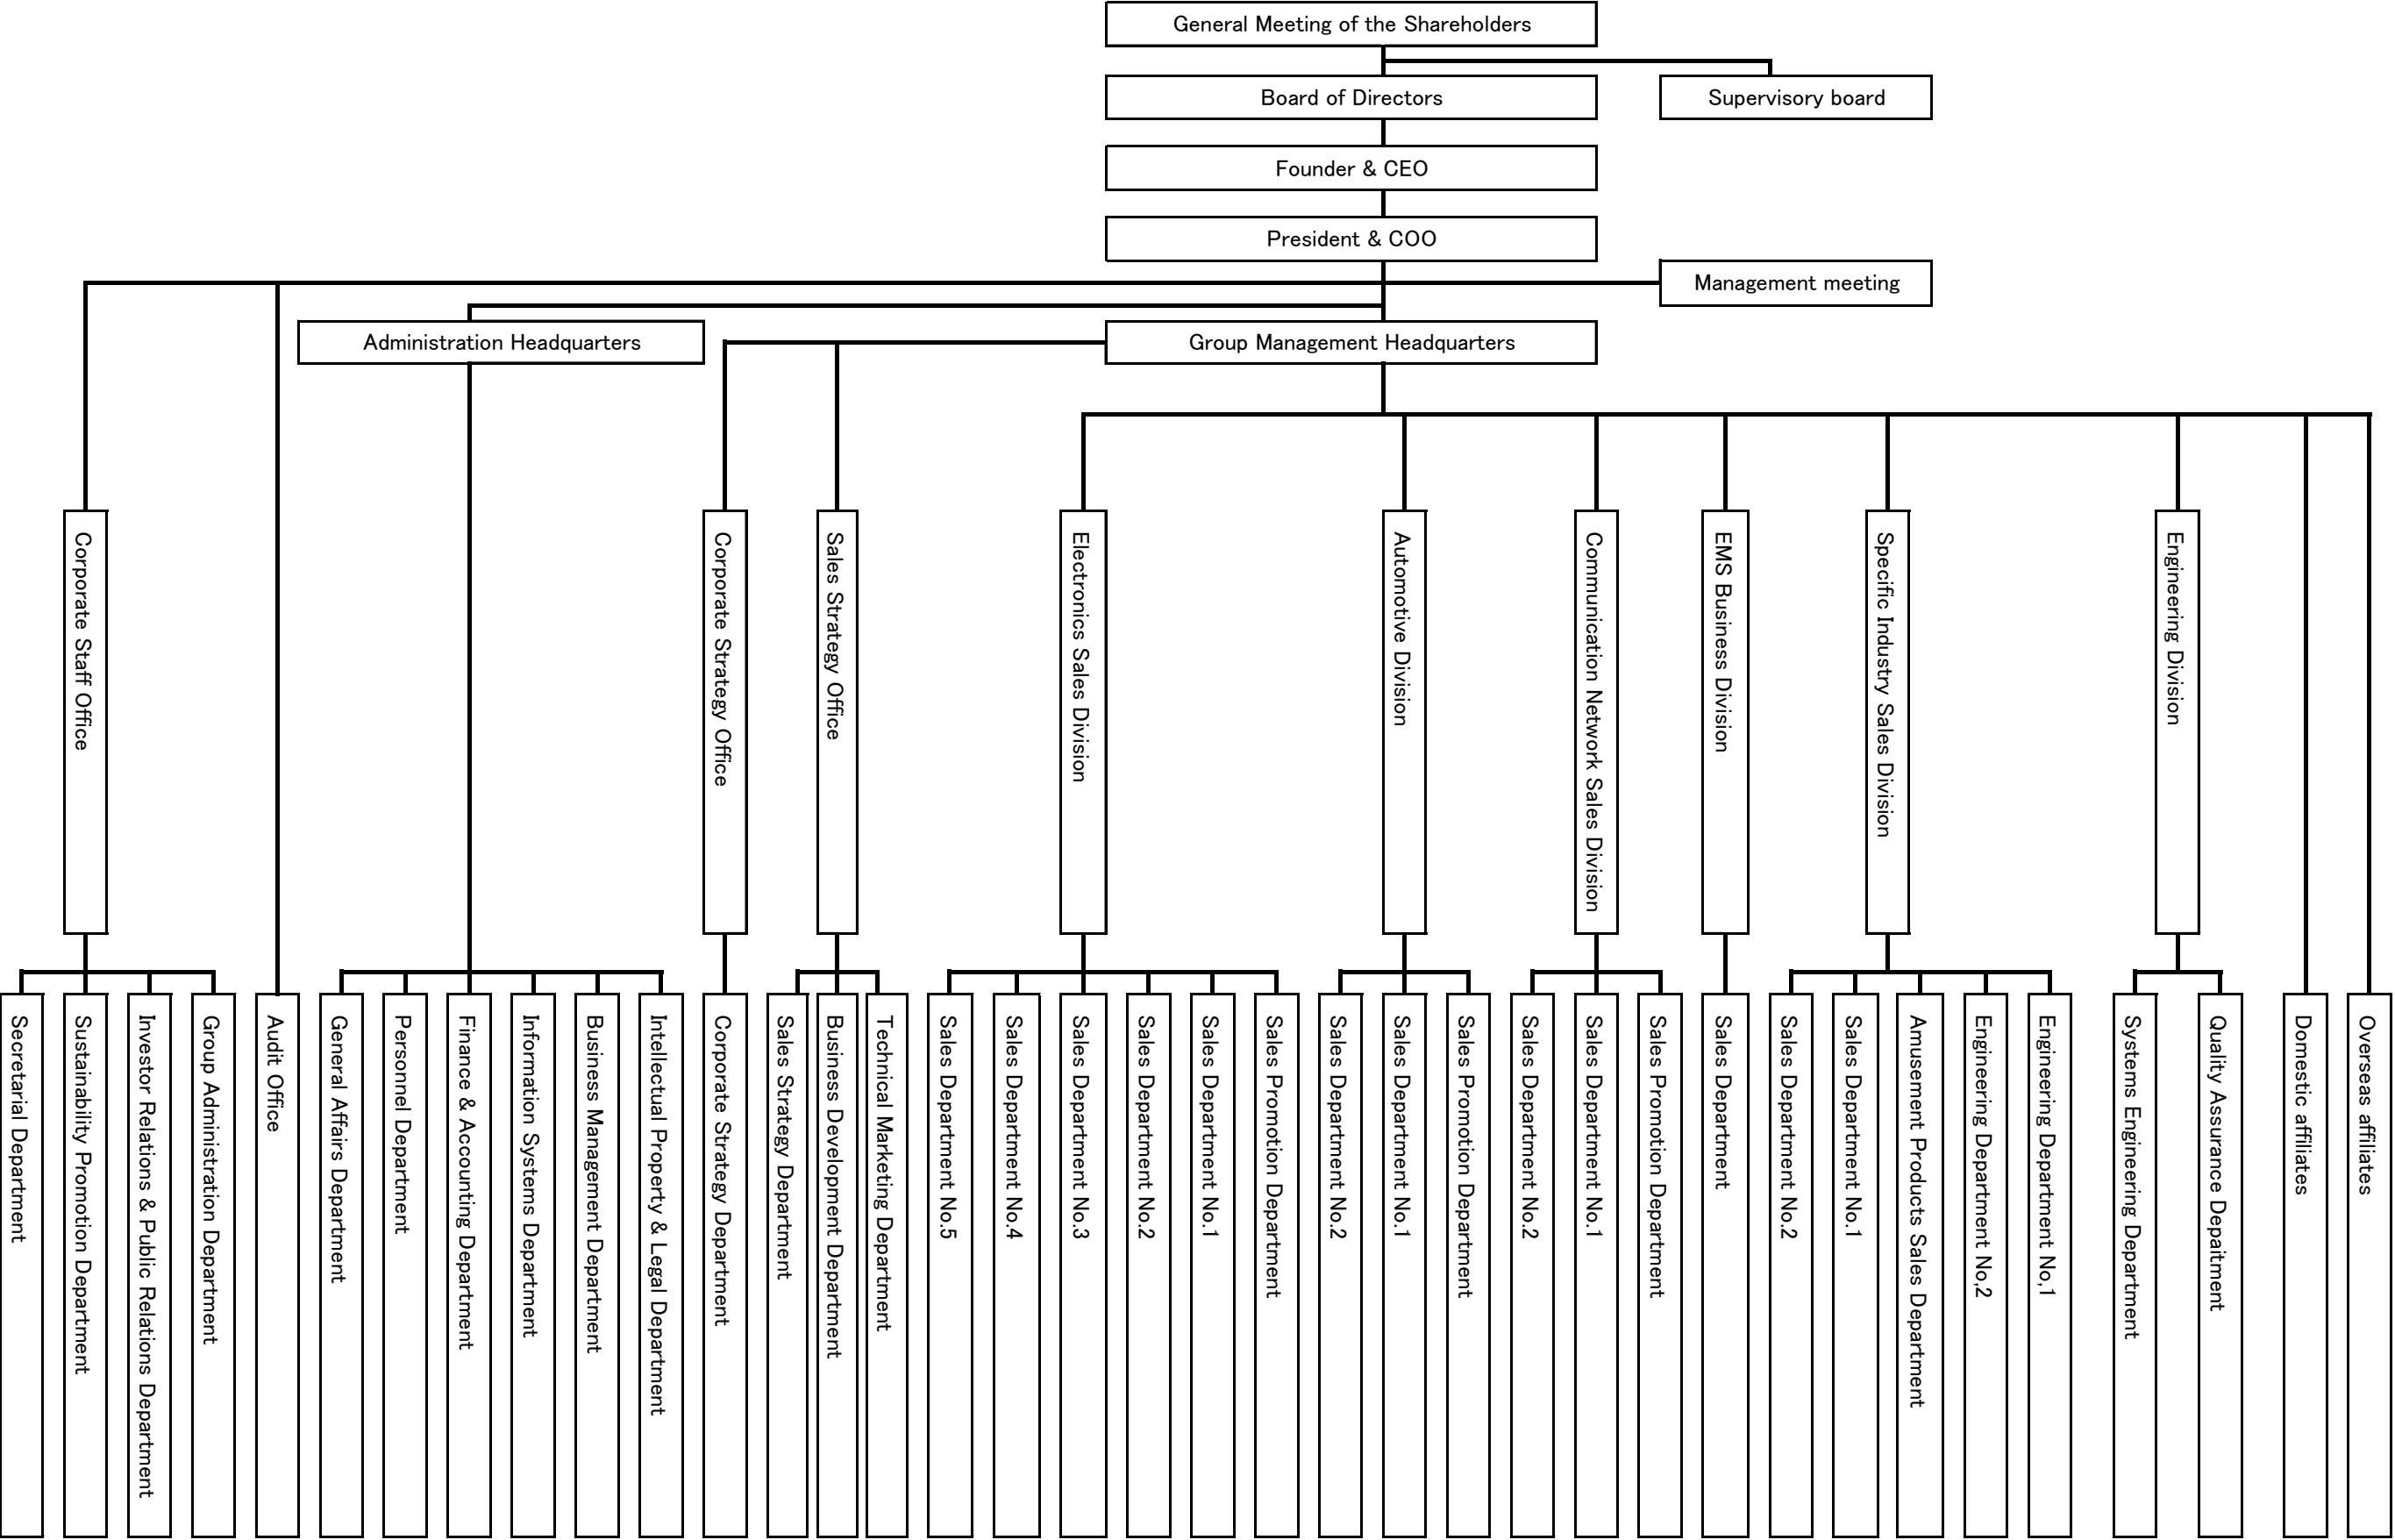 General Meeting of the Shareholders
Board of Directors
Supervisory board
Founder & CEO
President & COO
Management meeting
Administration Headquarters
Group Management Headquarters
Corporate Staff Office
Corporate Strategy Office
Sales Strategy Office
Electronics Sales Division
Automotive Division
Communication Network Sales Division
EMS Business Division
Specific Industry Sales Division
Engineering Division
Secretarial Department
Sustainability Promotion Department
Investor Relations & Public Relations Department
Group Administration Department
Audit Office
General Affairs Department
Personnel Department
Finance & Accounting Department
Information Systems Department
Business Management Department
Intellectual Property & Legal Department
Corporate Strategy Department
Sales Strategy Department
Business Development Department
Technical Marketing Department
Sales Department No.5
Sales Department No.4
Sales Department No.3
Sales Department No.2
Sales Department No.1
Sales Promotion Department
Sales Department No.2
Sales Department No.1
Sales Promotion Department
Sales Department No.2
Sales Department No.1
Sales Promotion Department
Sales Department
Sales Department No.2
Sales Department No.1
Amusement Products Sales Department
Engineering Department No,2
Engineering Department No,1
Systems Engineering Department
Quality Assurance Depaitment
Domestic affiliates
Overseas affiliates